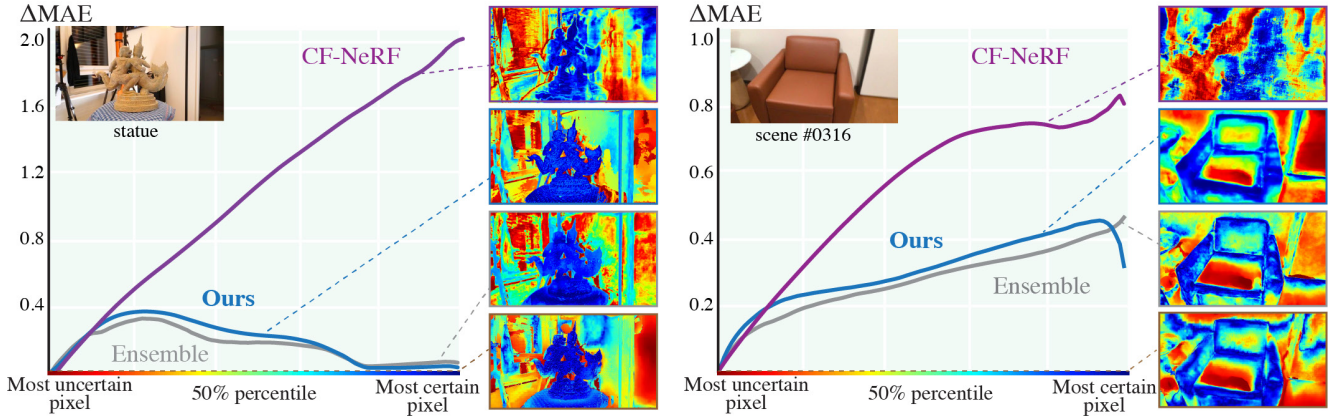 ΔMAE
2.0
1.6
1.2
0.8
0.4
CF-NeRF
statue
Ours
Ensemble
Most uncertain
pixel
50% percentile
Most certain
pixel
ΔMAE
1.0
0.8
0.6
0.4
0.2
CF-NeRF
scene #0316
Ours
Ensemble
Most uncertain
pixel
50% percentile
Most certain
pixel